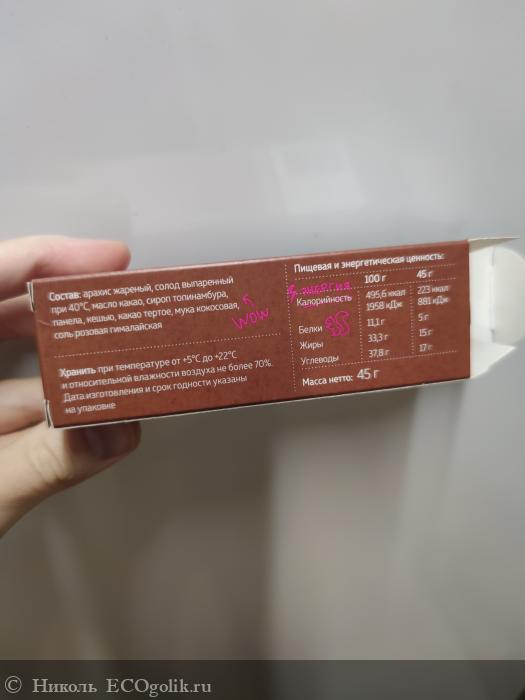 Состав: арахис жареный, солод выпаренный
при 40°С, масло какао, сироп топинамбура,
панела, кешью, какао тертое, мука кокосовая,
соль розовая гималайская
WOW
Хранить при температуре от +5°С до +22°С
и относительной влажности воздуха не более 70%.
Дата изготовления и срок годности указаны
на упаковке
Пищевая и энергетическая ценность:
100 г 45 г
ЭНЕРГИЯ
Калорийность 495,6 ккал 223 ккал
1958 кДж 881 кДж
Белки 11,1 г 5 г
Жиры 33,3 г 15 г
Углеводы 37,8 г 17 г
Масса нетто: 45 г
© Николь ECOgolik.ru